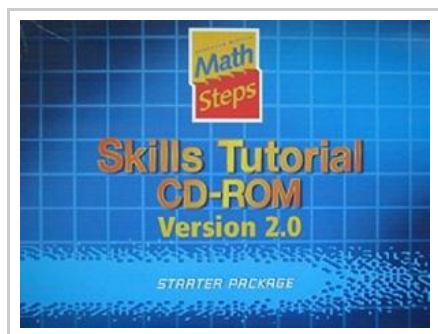 Math
Steps
Skills Tutorial
CD-ROM
Version 2.0
STARTER PACKAGE